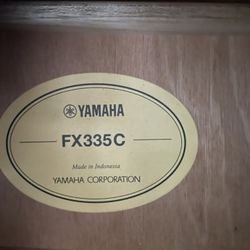 YAMAHA
FX335C
Made in Indonesia
YAMAHA CORPORATION